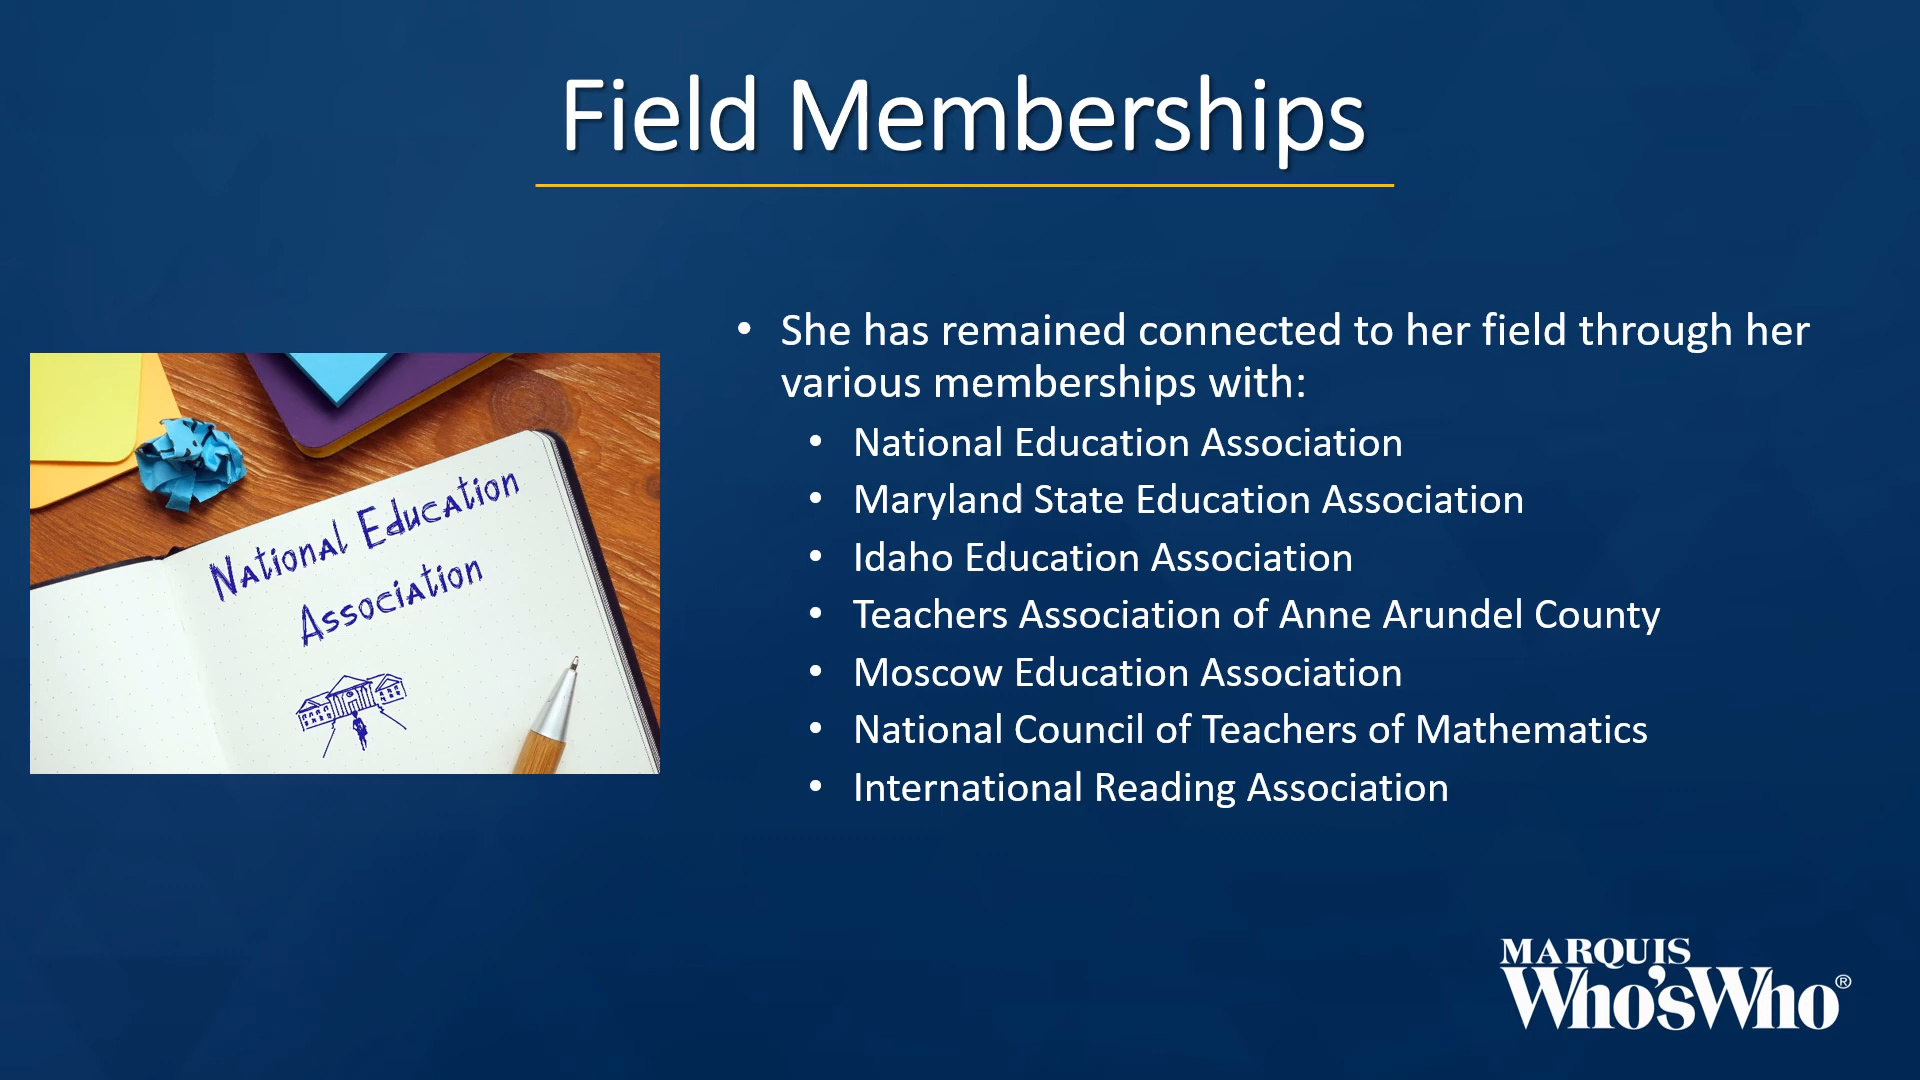 Field Memberships
• She has remained connected to her field through her
various memberships with:
• National Education Association
• Maryland State Education Association
• Idaho Education Association
• Teachers Association of Anne Arundel County
• Moscow Education Association
• National Council of Teachers of Mathematics
• International Reading Association
National Education
Association
MARQUIS
Who'sWho®